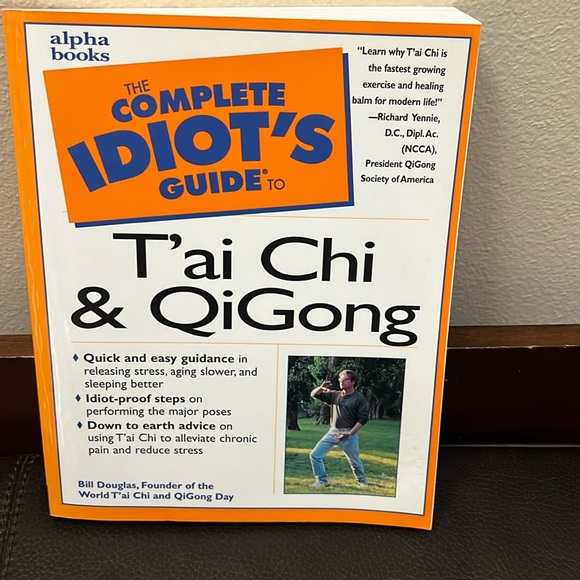 alpha
books
THE
COMPLETE
IDIOT'S
GUIDE® TO
T'ai Chi
& QiGong
"Learn why T'ai Chi is
the fastest growing
exercise and healing
balm for modern life!"
—Richard Yennie,
D.C., Dipl. Ac.
(NCCA),
President QiGong
Society of America
♦ Quick and easy guidance in
releasing stress, aging slower, and
sleeping better
♦ Idiot-proof steps on
performing the major poses
♦ Down to earth advice on
using T'ai Chi to alleviate chronic
pain and reduce stress
Bill Douglas, Founder of the
World T'ai Chi and QiGong Day